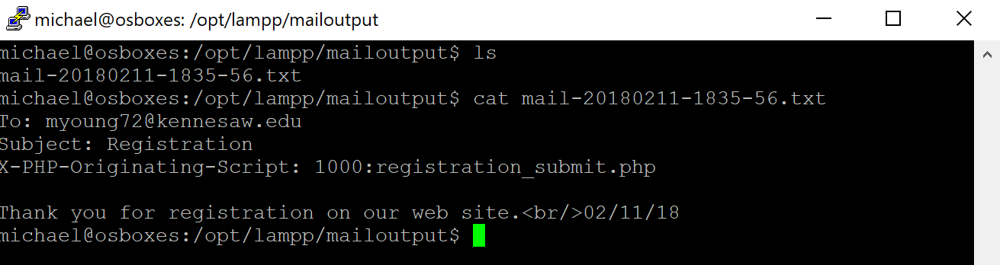 michael@osboxes: /opt/lampp/mailoutput
michael@osboxes:/opt/lampp/mailoutput$ ls
mail-20180211-1835-56.txt
michael@osboxes:/opt/lampp/mailoutput$ cat mail-20180211-1835-56.txt
To: myoung72@kennesaw.edu
Subject: Registration
X-PHP-Originating-Script: 1000:registration_submit.php
Thank you for registration on our web site.<br/>02/11/18
michael@osboxes:/opt/lampp/mailoutput$